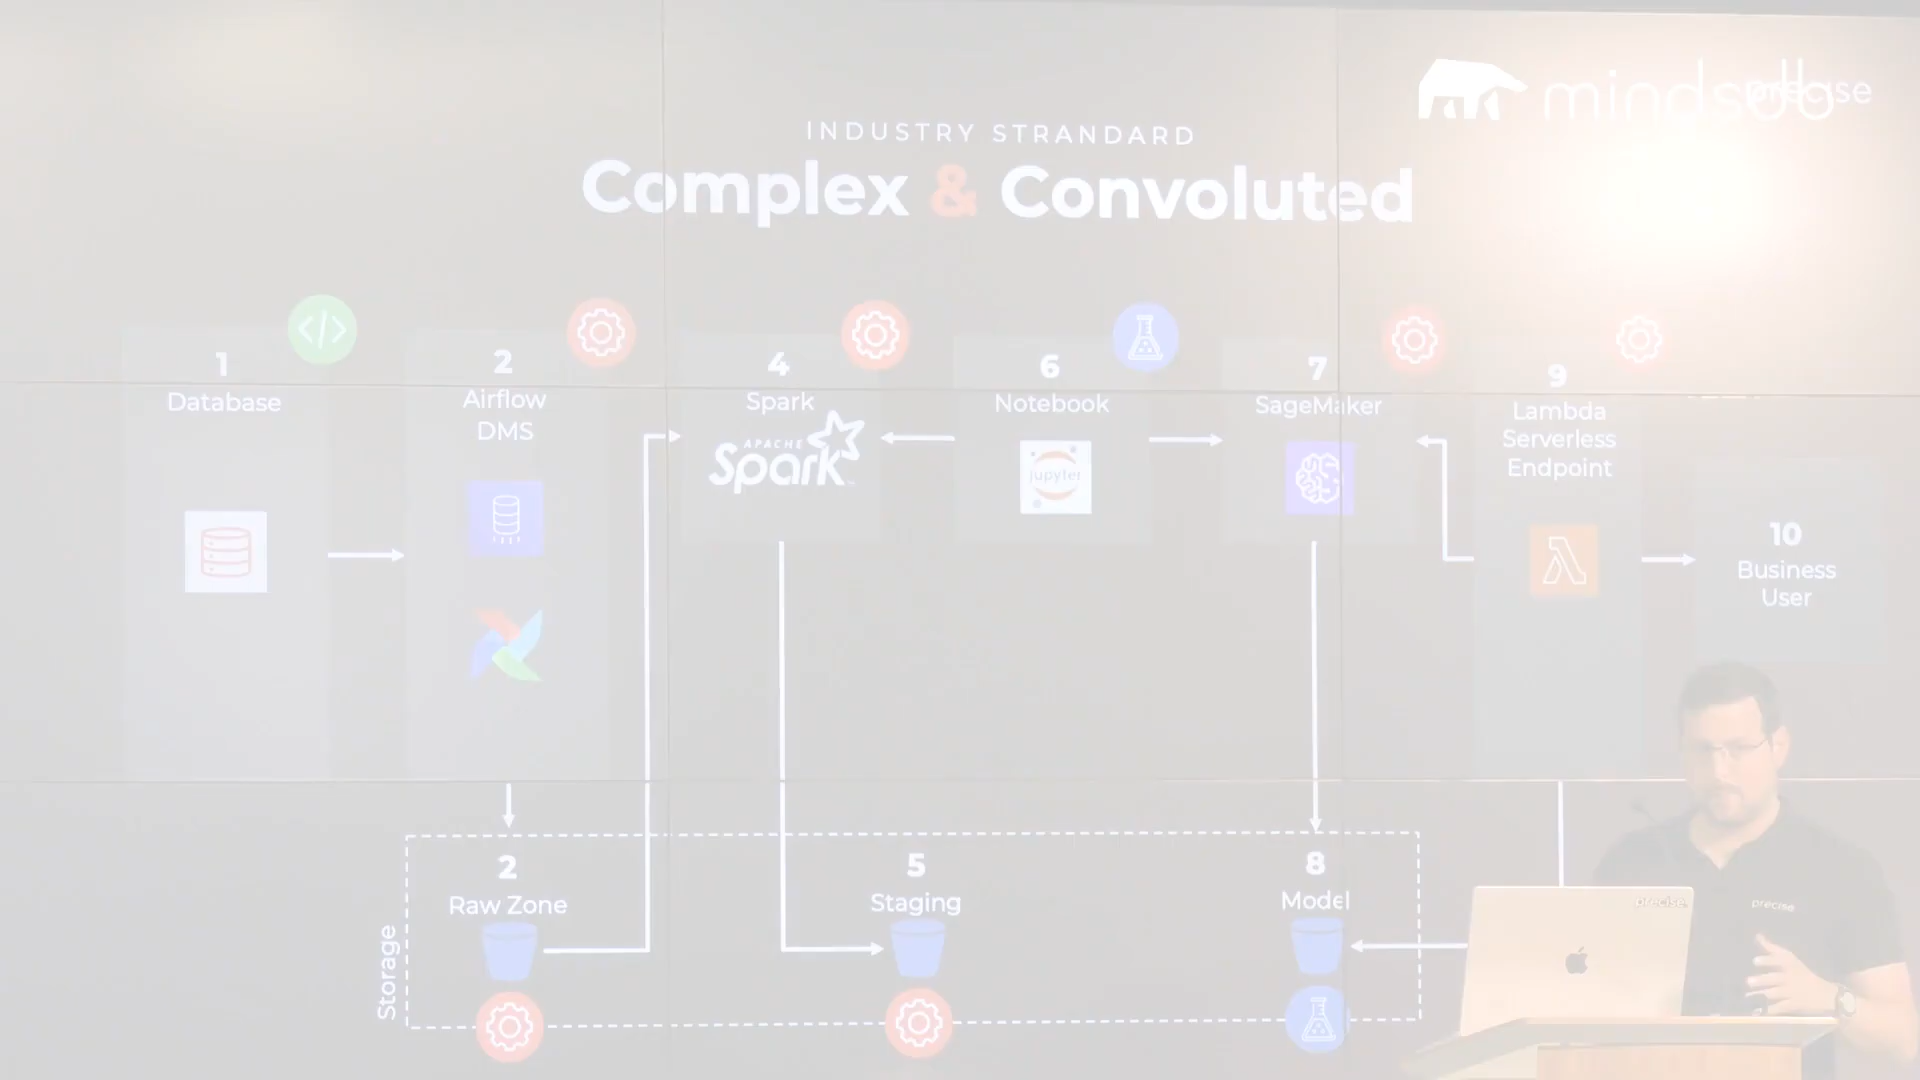 mindsdb
precise
INDUSTRY STRANDARD
Complex & Convoluted
1
Database
2
Airflow
DMS
4
Spark
APACHE
Spark
6
Notebook
jupyter
7
SageMaker
9
Lambda
Serverless
Endpoint
10
Business
User
Storage
2
Raw Zone
5
Staging
8
Model
precise
precise